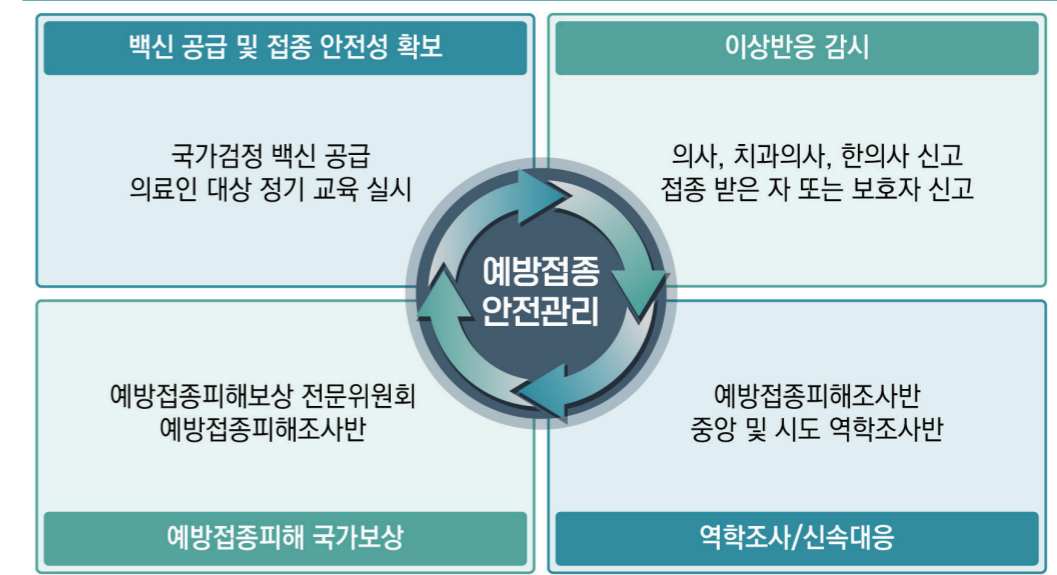 백신 공급 및 접종 안전성 확보
국가검정 백신 공급
의료인 대상 정기 교육 실시
이상반응 감시
의사, 치과의사, 한의사 신고
접종 받은 자 또는 보호자 신고
예방접종
안전관리
예방접종피해보상 전문위원회
예방접종피해조사반
예방접종피해 국가보상
예방접종피해조사반
중앙 및 시도 역학조사반
역학조사/신속대응